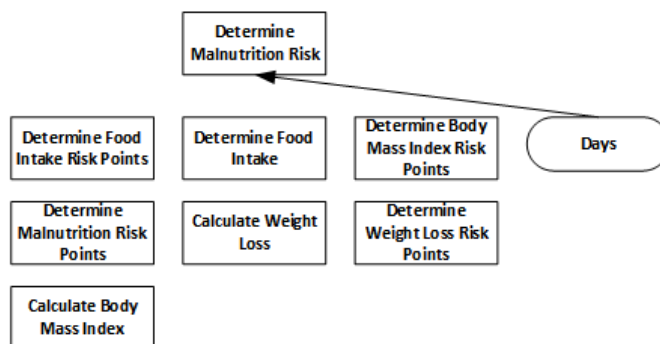 Determine
Malnutrition Risk
Determine Food
Intake Risk Points
Determine Food
Intake
Determine Body
Mass Index Risk
Points
Days
Determine
Malnutrition Risk
Points
Calculate Weight
Loss
Determine
Weight Loss Risk
Points
Calculate Body
Mass Index